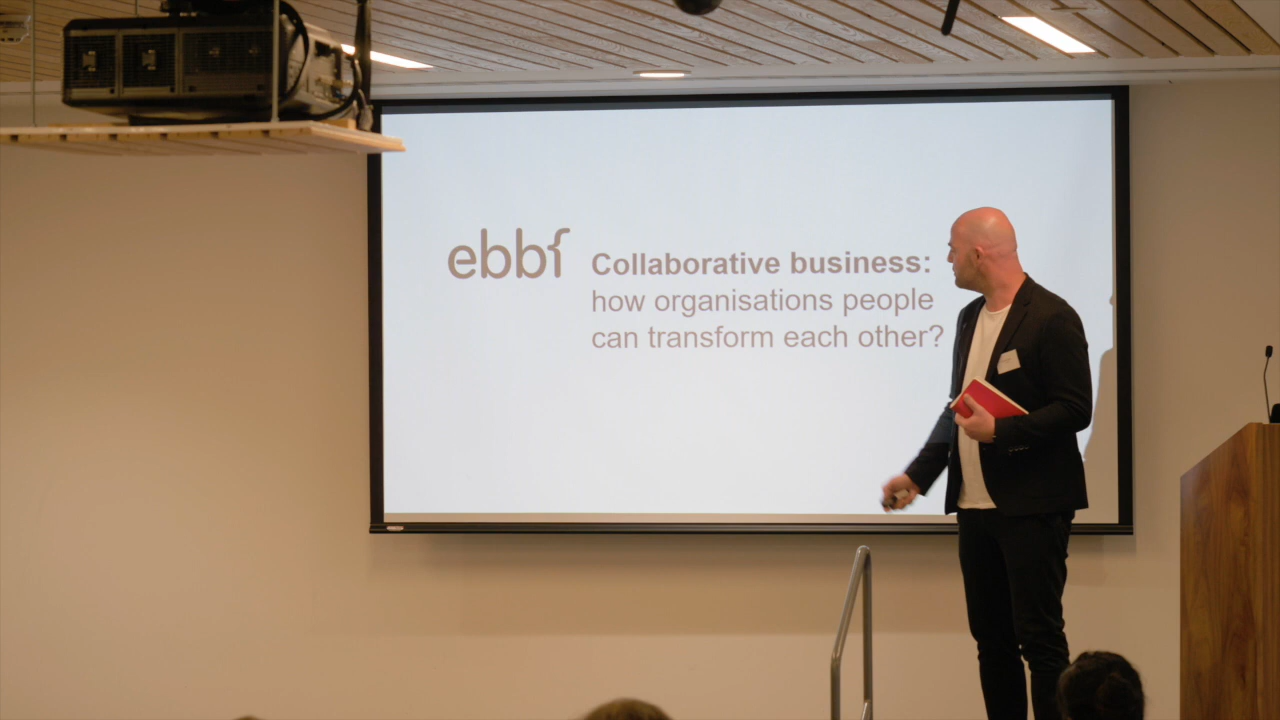 ebbf
Collaborative business:
how organisations people
can transform each other?